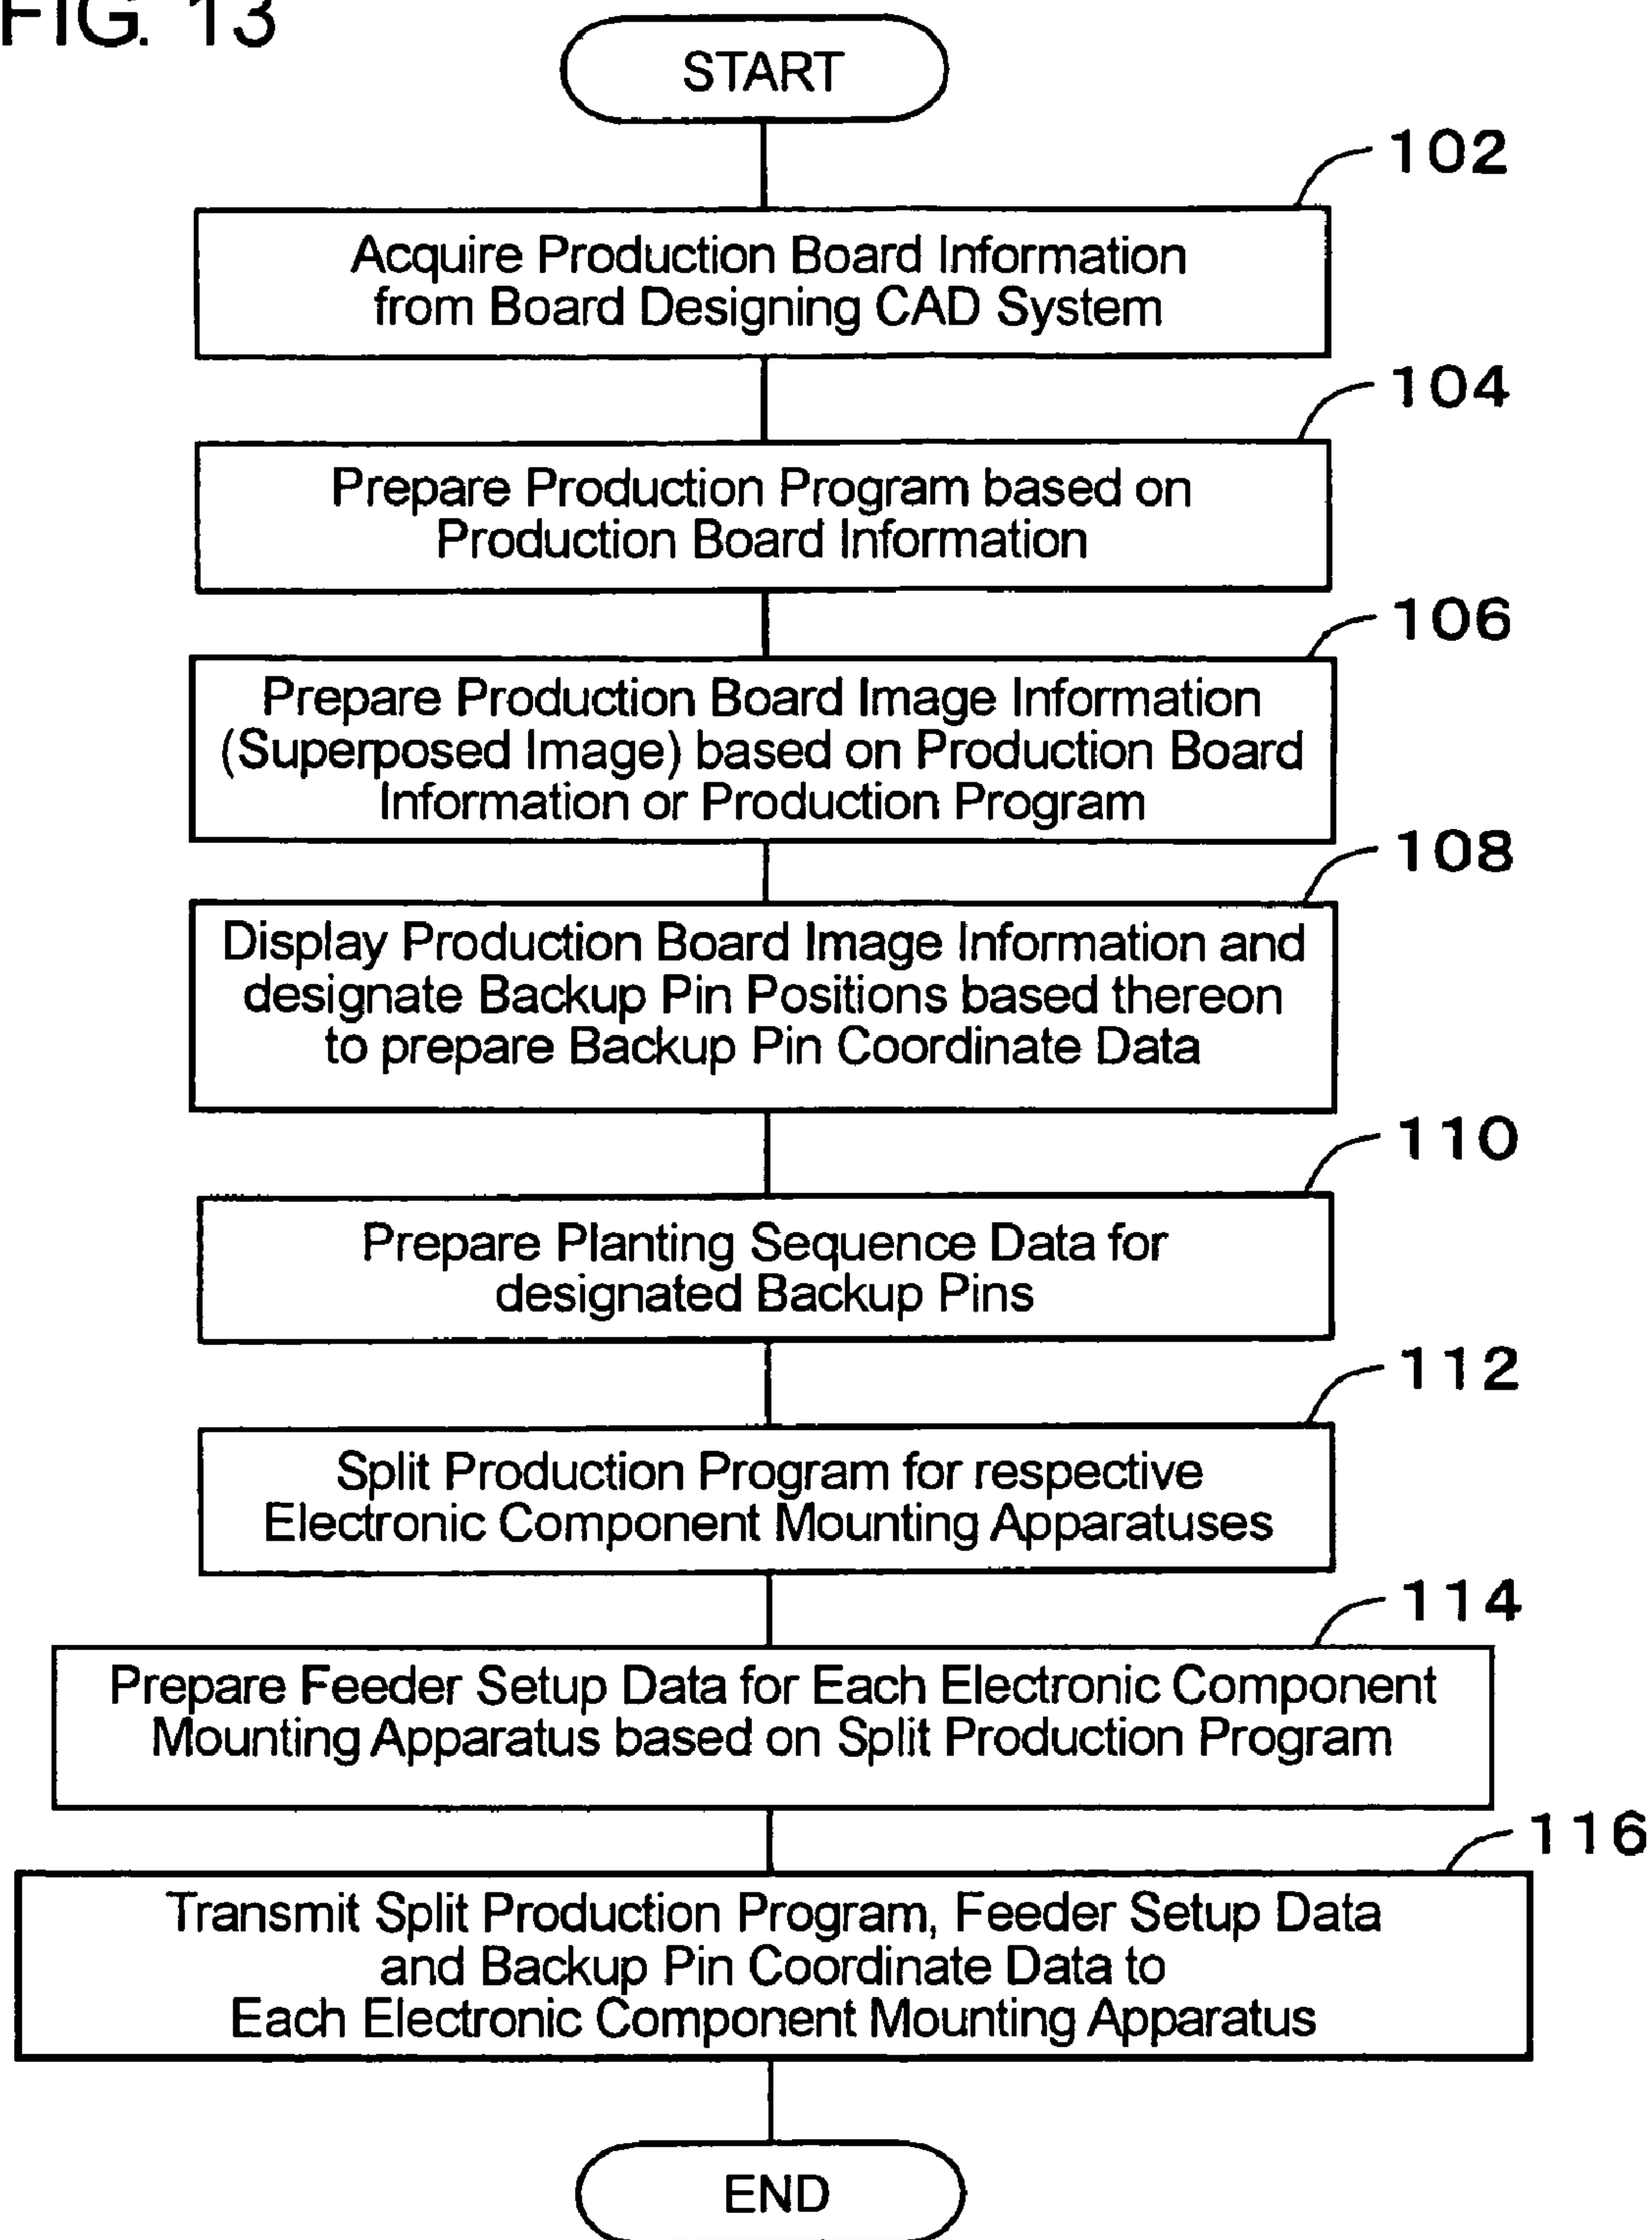 FIG. 13
START
102
Acquire Production Board Information
from Board Designing CAD System
104
Prepare Production Program based on
Production Board Information
106
Prepare Production Board Image Information
(Superposed Image) based on Production Board
Information or Production Program
108
Display Production Board Image Information and
designate Backup Pin Positions based thereon
to prepare Backup Pin Coordinate Data
110
Prepare Planting Sequence Data for
designated Backup Pins
112
Split Production Program for respective
Electronic Component Mounting Apparatuses
114
Prepare Feeder Setup Data for Each Electronic Component
Mounting Apparatus based on Split Production Program
116
Transmit Split Production Program, Feeder Setup Data
and Backup Pin Coordinate Data to
Each Electronic Component Mounting Apparatus
END